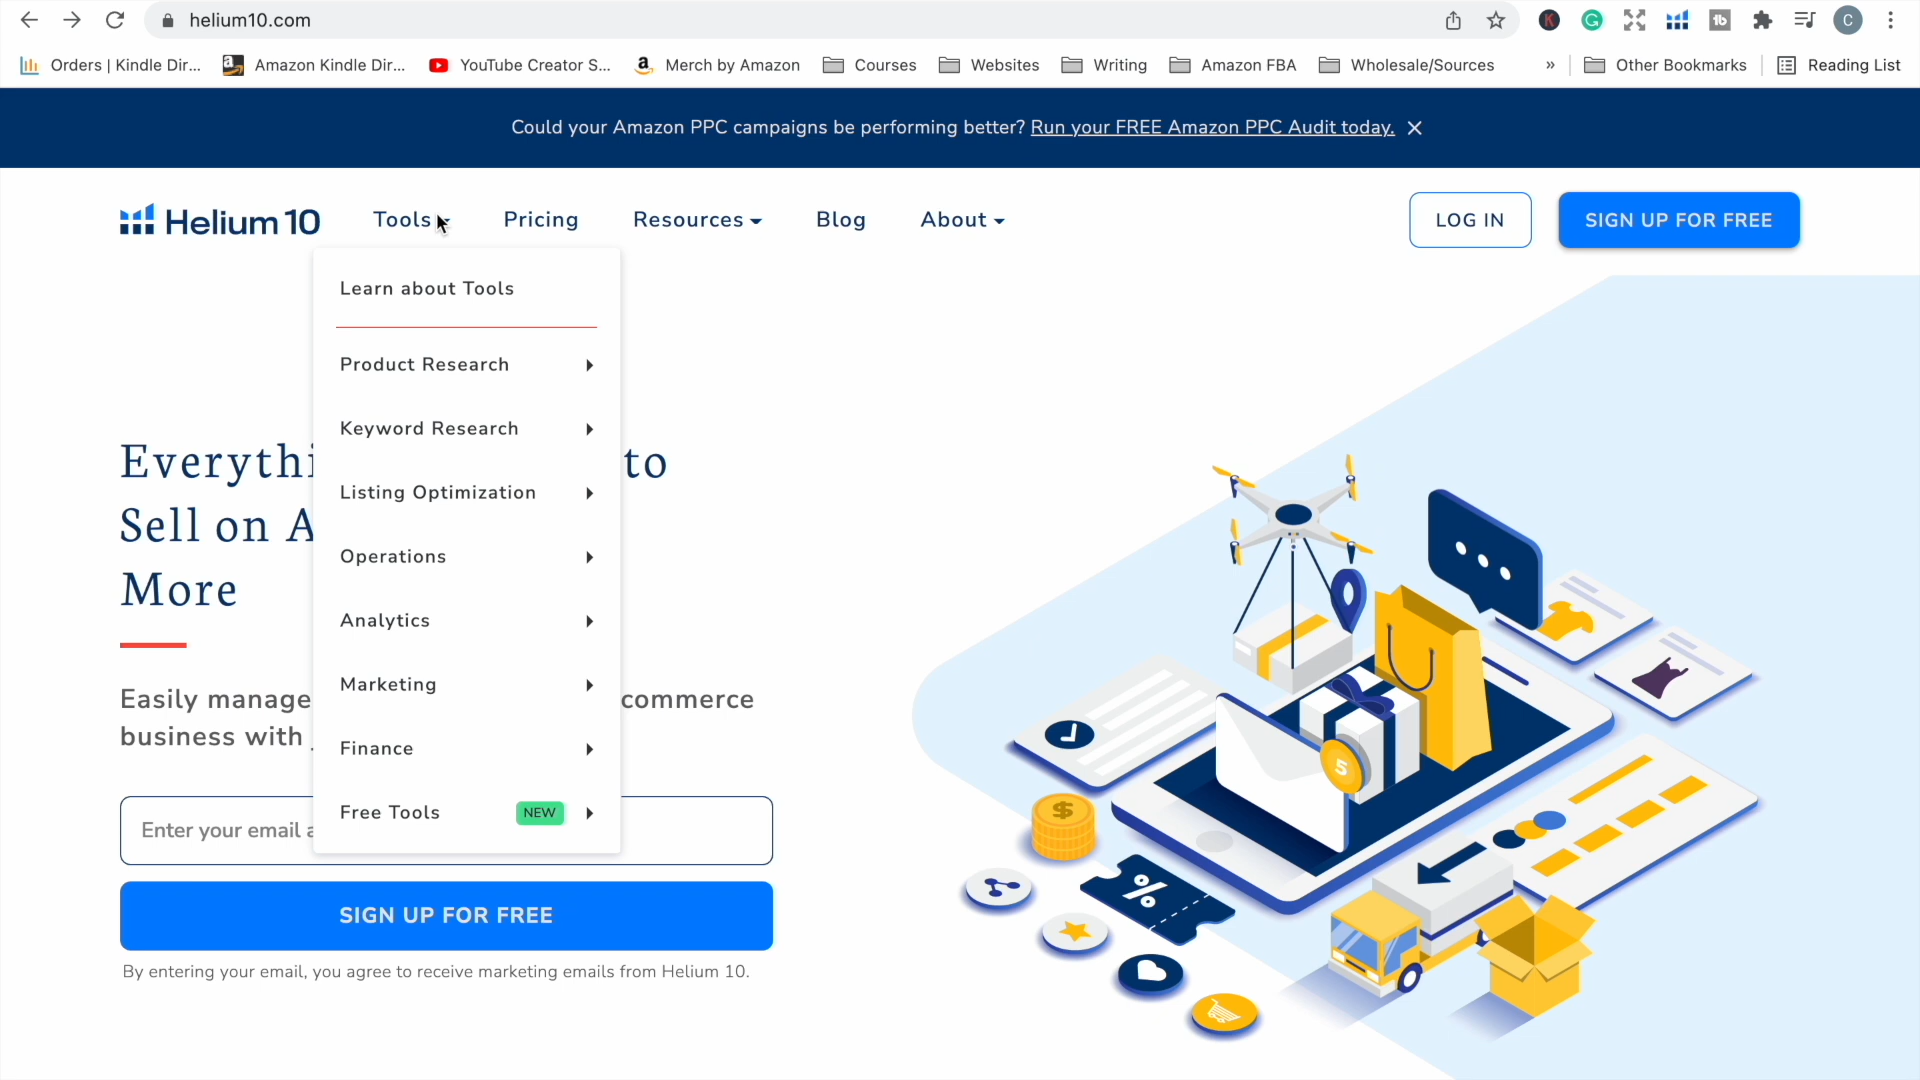 helium10.com
Orders | Kindle Dir...
Amazon Kindle Dir...
YouTube Creator S...
Merch by Amazon
Courses
Websites
Writing
Amazon FBA
Wholesale/Sources
»
Other Bookmarks
Reading List
Could your Amazon PPC campaigns be performing better? Run your FREE Amazon PPC Audit today.
Helium 10
Tools
Pricing
Resources
Blog
About
LOG IN
SIGN UP FOR FREE
Learn about Tools
Product Research
Keyword Research
Listing Optimization
Operations
Analytics
Marketing
Finance
Free Tools NEW
Everythi to
Sell on A
More
Easily manage commerce
business with
Enter your email a
SIGN UP FOR FREE
By entering your email, you agree to receive marketing emails from Helium 10.